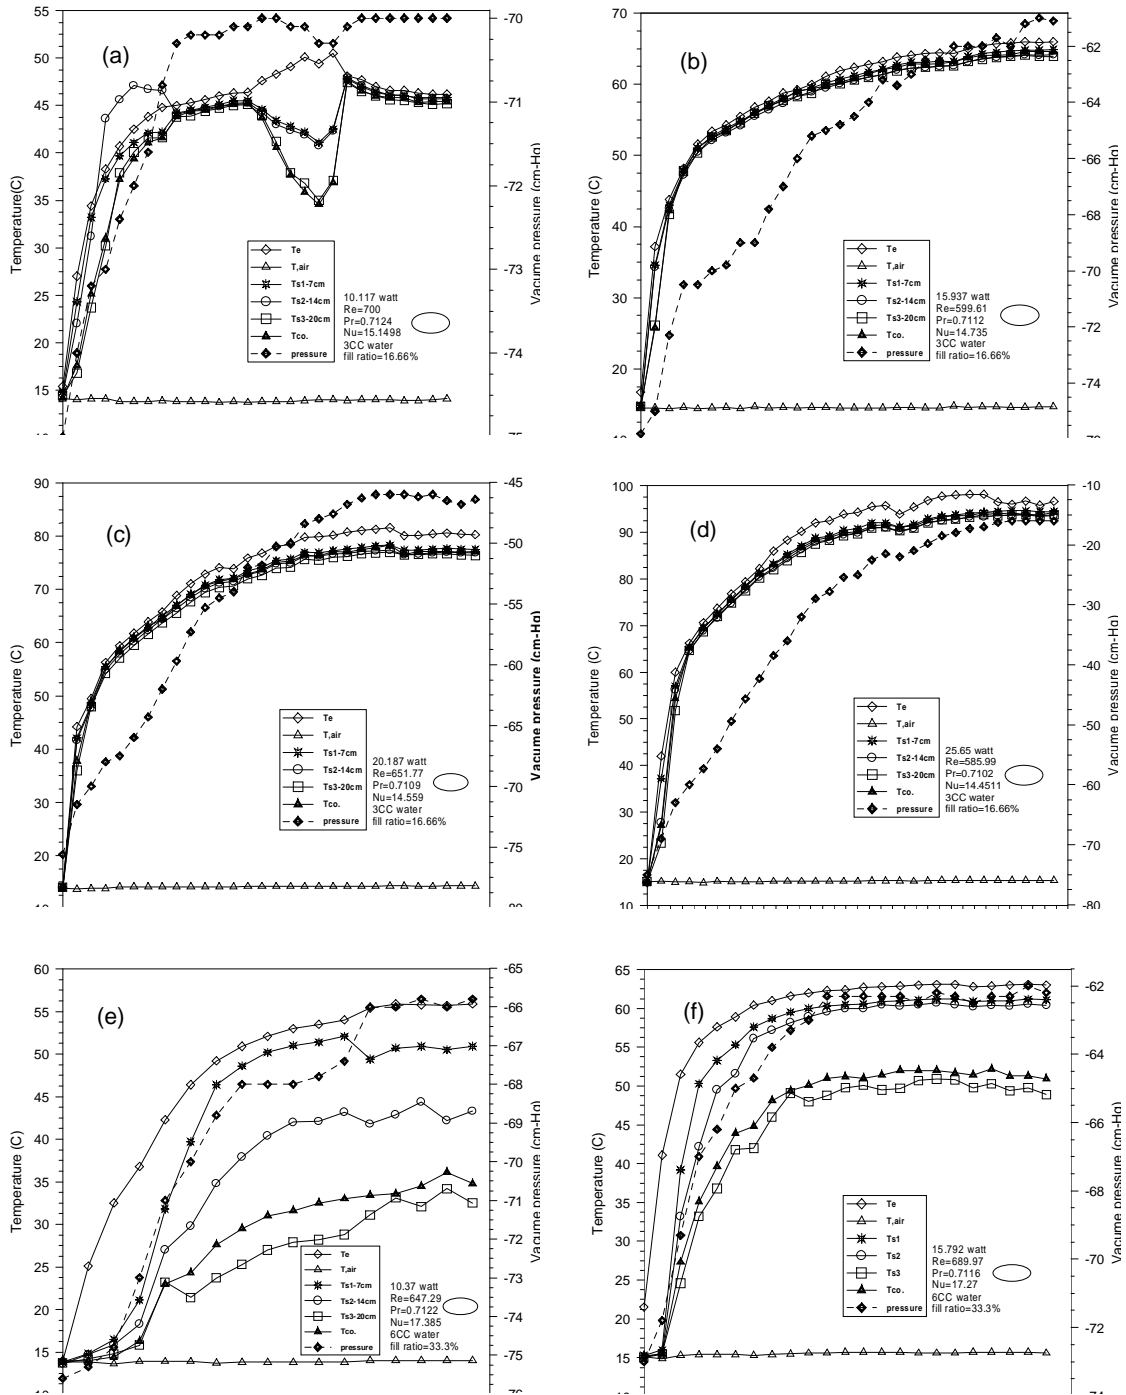 (a)
Temperature(C)
55
50
45
40
35
30
25
20
15
10
-70
-71
-72
-73
-74
-75
Vacume pressure (cm-Hg)
Te
T,air
Ts1-7cm
Ts2-14cm
Ts3-20cm
Tco.
pressure
10.117 watt
Re=700
Pr=0.7124
Nu=15.1498
3CC water
fill ratio=16.66%
(b)
Temperature (C)
70
60
50
40
30
20
10
-62
-64
-66
-68
-70
-72
-74
Vacume pressure (cm-Hg)
Te
T,air
Ts1-7cm
Ts2-14cm
Ts3-20cm
Tco.
pressure
15.937 watt
Re=599.61
Pr=0.7112
Nu=14.735
3CC water
fill ratio=16.66%
(c)
Temperature (C)
90
80
70
60
50
40
30
20
10
-45
-50
-55
-60
-65
-70
-75
-80
Vacume pressure (cm-Hg)
Te
T,air
Ts1-7cm
Ts2-14cm
Ts3-20cm
Tco.
pressure
20.187 watt
Re=651.77
Pr=0.7109
Nu=14.559
3CC water
fill ratio=16.66%
(d)
Temperature (C)
100
90
80
70
60
50
40
30
20
10
-10
-20
-30
-40
-50
-60
-70
-80
Vacume pressure (cm-Hg)
Te
T,air
Ts1-7cm
Ts2-14cm
Ts3-20cm
Tco.
pressure
25.65 watt
Re=585.99
Pr=0.7102
Nu=14.4511
3CC water
fill ratio=16.66%
(e)
Temperature (C)
60
55
50
45
40
35
30
25
20
15
10
-65
-66
-67
-68
-69
-70
-71
-72
-73
-74
-75
-76
Vacume pressure (cm-Hg)
Te
T,air
Ts1-7cm
Ts2-14cm
Ts3-20cm
Tco.
pressure
10.37 watt
Re=647.29
Pr=0.7122
Nu=17.385
6CC water
fill ratio=33.3%
(f)
Temperature (C)
65
60
55
50
45
40
35
30
25
20
15
10
-62
-64
-66
-68
-70
-72
-74
Vacume pressure (cm-Hg)
Te
T,air
Ts1
Ts2
Ts3
Tco.
pressure
15.792 watt
Re=689.97
Pr=0.7116
Nu=17.27
6CC water
fill ratio=33.3%